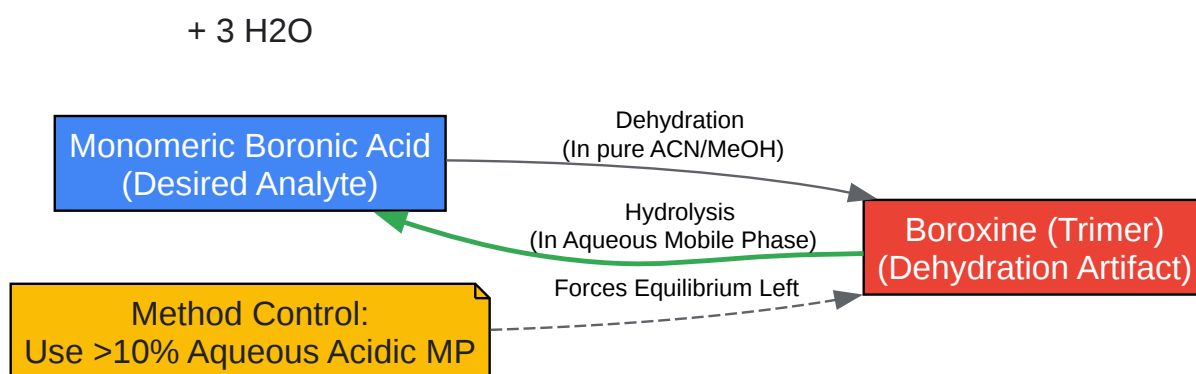 + 3 H2O
Dehydration
(In pure ACN/MeOH)
Monomeric Boronic Acid
(Desired Analyte)
Hydrolysis
(In Aqueous Mobile Phase)
Boroxine (Trimer)
(Dehydration Artifact)
Forces Equilibrium Left
Method Control:
Use >10% Aqueous Acidic MP